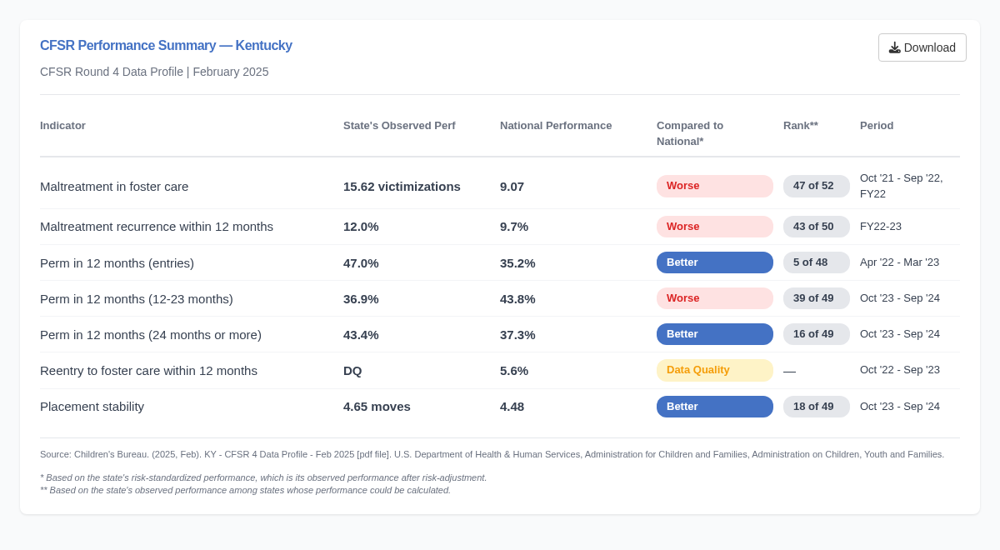 CFSR Performance Summary — Kentucky
Download
CFSR Round 4 Data Profile | February 2025
Indicator State's Observed Perf National Performance Compared to National* Rank** Period
Maltreatment in foster care 15.62 victimizations 9.07 Worse 47 of 52 Oct '21 - Sep '22, FY22
Maltreatment recurrence within 12 months 12.0% 9.7% Worse 43 of 50 FY22-23
Perm in 12 months (entries) 47.0% 35.2% Better 5 of 48 Apr '22 - Mar '23
Perm in 12 months (12-23 months) 36.9% 43.8% Worse 39 of 49 Oct '23 - Sep '24
Perm in 12 months (24 months or more) 43.4% 37.3% Better 16 of 49 Oct '23 - Sep '24
Reentry to foster care within 12 months DQ 5.6% Data Quality — Oct '22 - Sep '23
Placement stability 4.65 moves 4.48 Better 18 of 49 Oct '23 - Sep '24
Source: Children's Bureau. (2025, Feb). KY - CFSR 4 Data Profile - Feb 2025 [pdf file]. U.S. Department of Health & Human Services, Administration for Children and Families, Administration on Children, Youth and Families.
* Based on the state's risk-standardized performance, which is its observed performance after risk-adjustment.
** Based on the state's observed performance among states whose performance could be calculated.